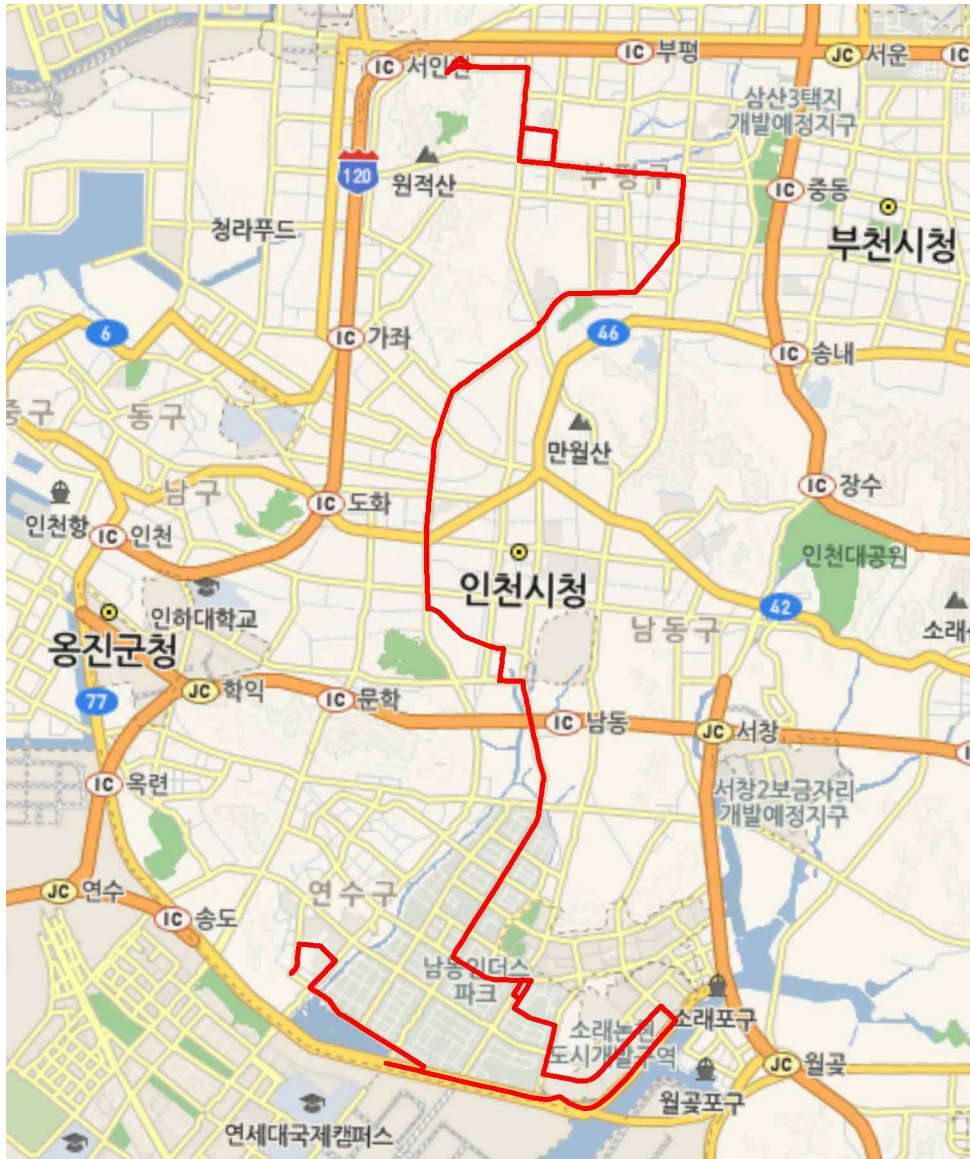 IC 서인천
IC 부평
JC 서운
IC
삼산3택지
개발예정지구
120
원적산
부평구
IC 중동
청라푸드
부천시청
6
IC 가좌
46
IC 송내
중구
동구
만월산
남구
IC 장수
인천항
IC 인천
IC 도화
인천대공원
인천시청
인하대학교
42
옹진군청
남동구
소래
77
JC 학익
IC 문학
IC 남동
JC 서창
IC 옥련
서창2보금자리
개발예정지구
연수구
JC 연수
IC 송도
남동인더스
파크
소래포구
소래논현
도시개발구역
JC 월곶
월곶포구
연세대국제캠퍼스